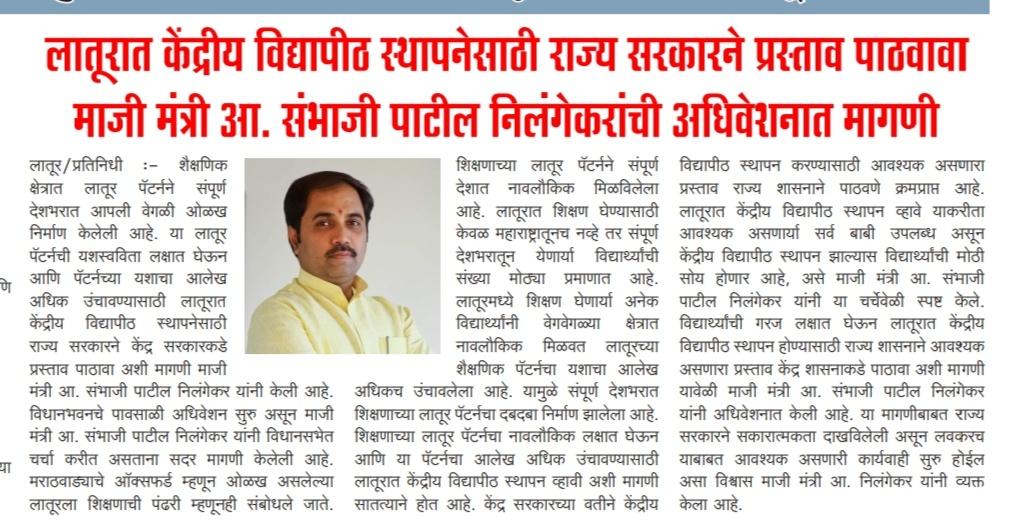 लातूरात केंद्रीय विद्यापीठ स्थापनेसाठी राज्य सरकारने प्रस्ताव पाठवावा
माजी मंत्री आ. संभाजी पाटील निलंगेकरांची अधिवेशनात मागणी
लातूर/प्रतिनिधी :– शैक्षणिक
क्षेत्रात लातूर पॅटर्नने संपूर्ण
देशभरात आपली वेगळी ओळख
निर्माण केलेली आहे. या लातूर
पॅटर्नची यशस्वविता लक्षात घेऊन
आणि पॅटर्नच्या यशाचा आलेख
अधिक उंचावण्यासाठी लातूरात
केंद्रीय विद्यापीठ स्थापनेसाठी
राज्य सरकारने केंद्र सरकारकडे
प्रस्ताव पाठावा अशी मागणी माजी
मंत्री आ. संभाजी पाटील निलंगेकर यांनी केली आहे.
विधानभवनचे पावसाळी अधिवेशन सुरु असून माजी
मंत्री आ. संभाजी पाटील निलंगेकर यांनी विधानसभेत
चर्चा करीत असताना सदर मागणी केलेली आहे.
मराठवाड्याचे ऑक्सफर्ड म्हणून ओळख असलेल्या
लातूरला शिक्षणाची पंढरी म्हणूनही संबोधले जाते.
शिक्षणाच्या लातूर पॅटर्नने संपूर्ण
देशात नावलौकिक मिळविलेला
आहे. लातूरात शिक्षण घेण्यासाठी
केवळ महाराष्ट्रातूनच नव्हे तर संपूर्ण
देशभरातून येणार्या विद्यार्थ्यांची
संख्या मोठ्या प्रमाणात आहे.
लातूरमध्ये शिक्षण घेणार्या अनेक
विद्यार्थ्यांनी वेगवेगळ्या क्षेत्रात
नावलौकिक मिळवत लातूरच्या
शैक्षणिक पॅटर्नचा यशाचा आलेख
अधिकच उंचावलेला आहे. यामुळे संपूर्ण देशभरात
शिक्षणाच्या लातूर पॅटर्नचा दबदबा निर्माण झालेला आहे.
शिक्षणाच्या लातूर पॅटर्नचा नावलौकिक लक्षात घेऊन
आणि या पॅटर्नचा आलेख अधिक उंचावण्यासाठी
लातूरात केंद्रीय विद्यापीठ स्थापन व्हावी अशी मागणी
सातत्याने होत आहे. केंद्र सरकारच्या वतीने केंद्रीय
विद्यापीठ स्थापन करण्यासाठी आवश्यक असणारा
प्रस्ताव राज्य शासनाने पाठवणे क्रमप्राप्त आहे.
लातूरात केंद्रीय विद्यापीठ स्थापन व्हावे याकरीता
आवश्यक असणार्या सर्व बाबी उपलब्ध असून
केंद्रीय विद्यापीठ स्थापन झाल्यास विद्यार्थ्यांची मोठी
सोय होणार आहे, असे माजी मंत्री आ. संभाजी
पाटील निलंगेकर यांनी या चर्चेवेळी स्पष्ट केले.
विद्यार्थ्यांची गरज लक्षात घेऊन लातूरात केंद्रीय
विद्यापीठ स्थापन होण्यासाठी राज्य शासनाने आवश्यक
असणारा प्रस्ताव केंद्र शासनाकडे पाठावा अशी मागणी
यावेळी माजी मंत्री आ. संभाजी पाटील निलंगेकर
यांनी अधिवेशनात केली आहे. या मागणीबाबत राज्य
सरकारने सकारात्मकता दाखविलेली असून लवकरच
याबाबत आवश्यक असणारी कार्यवाही सुरु होईल
असा विश्वास माजी मंत्री आ. निलंगेकर यांनी व्यक्त
केला आहे.